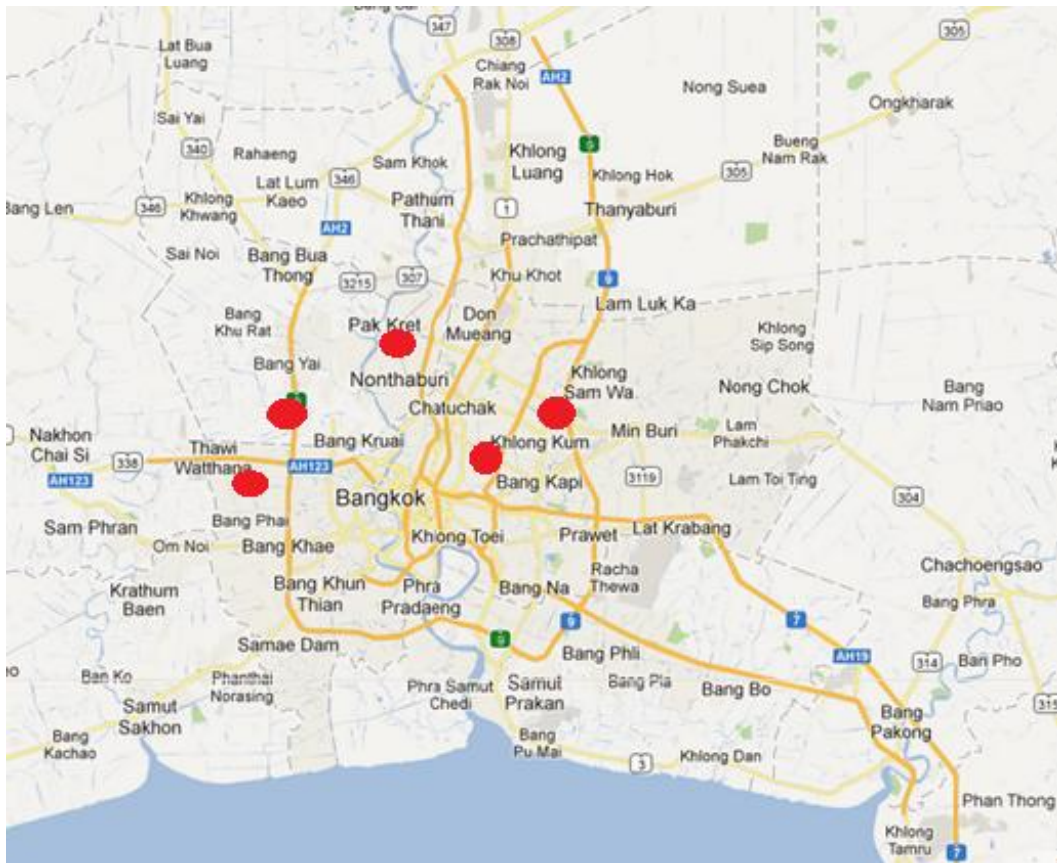 347
308
305
Lat Bua
Luang
Chiang
Rak Noi
AH2
Nong Suea
Ongkharak
Sai Yai
340
Rahaeng
Sam Khok
Khlong
Luang
9
Bueng
Nam Rak
Lat Lum
Kaeo
346
Khlong Hok
305
Bang Len
346
Khlong
Khwang
Pathum
Thani
1
Thanyaburi
AH2
Prachathipat
Sai Noi
Bang Bua
Thong
3215
307
Khu Khot
9
Lam Luk Ka
Bang
Khu Rat
Pak Kret
Don
Mueang
Khlong
Sip Song
Bang Yai
Nonthaburi
Khlong
Sam Wa
Nong Chok
Bang
Nam Priao
Chatuchak
Nakhon
Chai Si
Thawi
Watthana
Bang Kruai
Khlong Kum
Min Buri
Lam
Phakchi
338
AH123
AH123
Bang Kapi
3119
Lam Toi Ting
304
Bangkok
Sam Phran
Bang Phai
Om Noi
Bang Khae
Khlong Toei
Prawet
Lat Krabang
Krathum
Baen
Bang Khun
Thian
Phra
Pradaeng
Bang Na
Racha
Thewa
Chachoengsao
Bang Phra
9
7
Samae Dam
9
Bang Phli
AH19
314
Ban Pho
Ban Ko
Phanthai
Norasing
Phra Samut
Chedi
Samut
Prakan
Bang Pla
Bang Bo
Samut
Sakhon
Bang
Pakong
315
Bang
Kachao
Bang
Pu Mai
3
Khlong Dan
Phan Thong
Khlong
Tamru
7